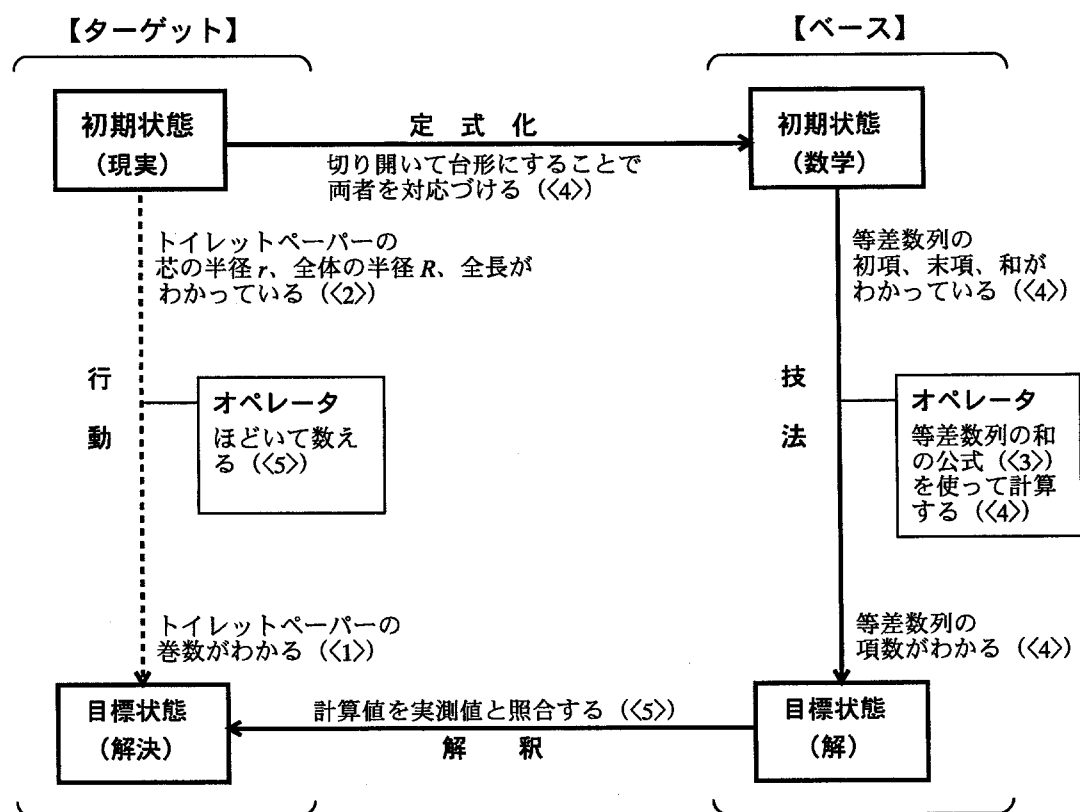 【ターゲット】
【ベース】
初期状態
(現実)
定式化
切り開いて台形にすることで
両者を対応づける(〈4〉)
初期状態
(数学)
トイレットペーパーの
芯の半径 r、全体の半径 R、全長が
わかっている(〈2〉)
等差数列の
初項、末項、和が
わかっている(〈4〉)
行動
オペレータ
ほどいて数え
る(〈5〉)
技法
オペレータ
等差数列の和
の公式(〈3〉)
を使って計算
する(〈4〉)
トイレットペーパーの
巻数がわかる(〈1〉)
等差数列の
項数がわかる(〈4〉)
目標状態
(解決)
計算値を実測値と照合する(〈5〉)
解釈
目標状態
(解)